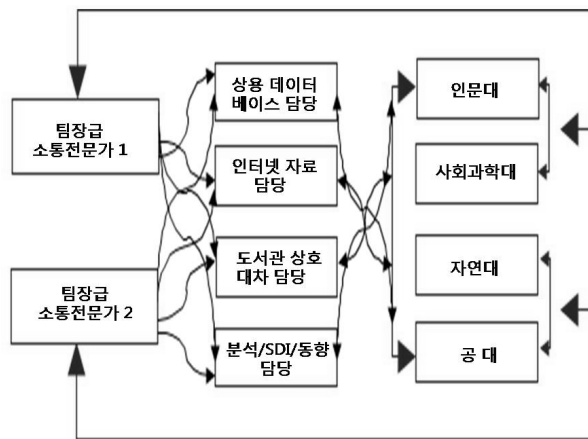 팀장급
소통전문가 1
팀장급
소통전문가 2
상용 데이터
베이스 담당
인터넷 자료
담당
도서관 상호
대차 담당
분석/SDI/동향
담당
인문대
사회과학대
자연대
공 대